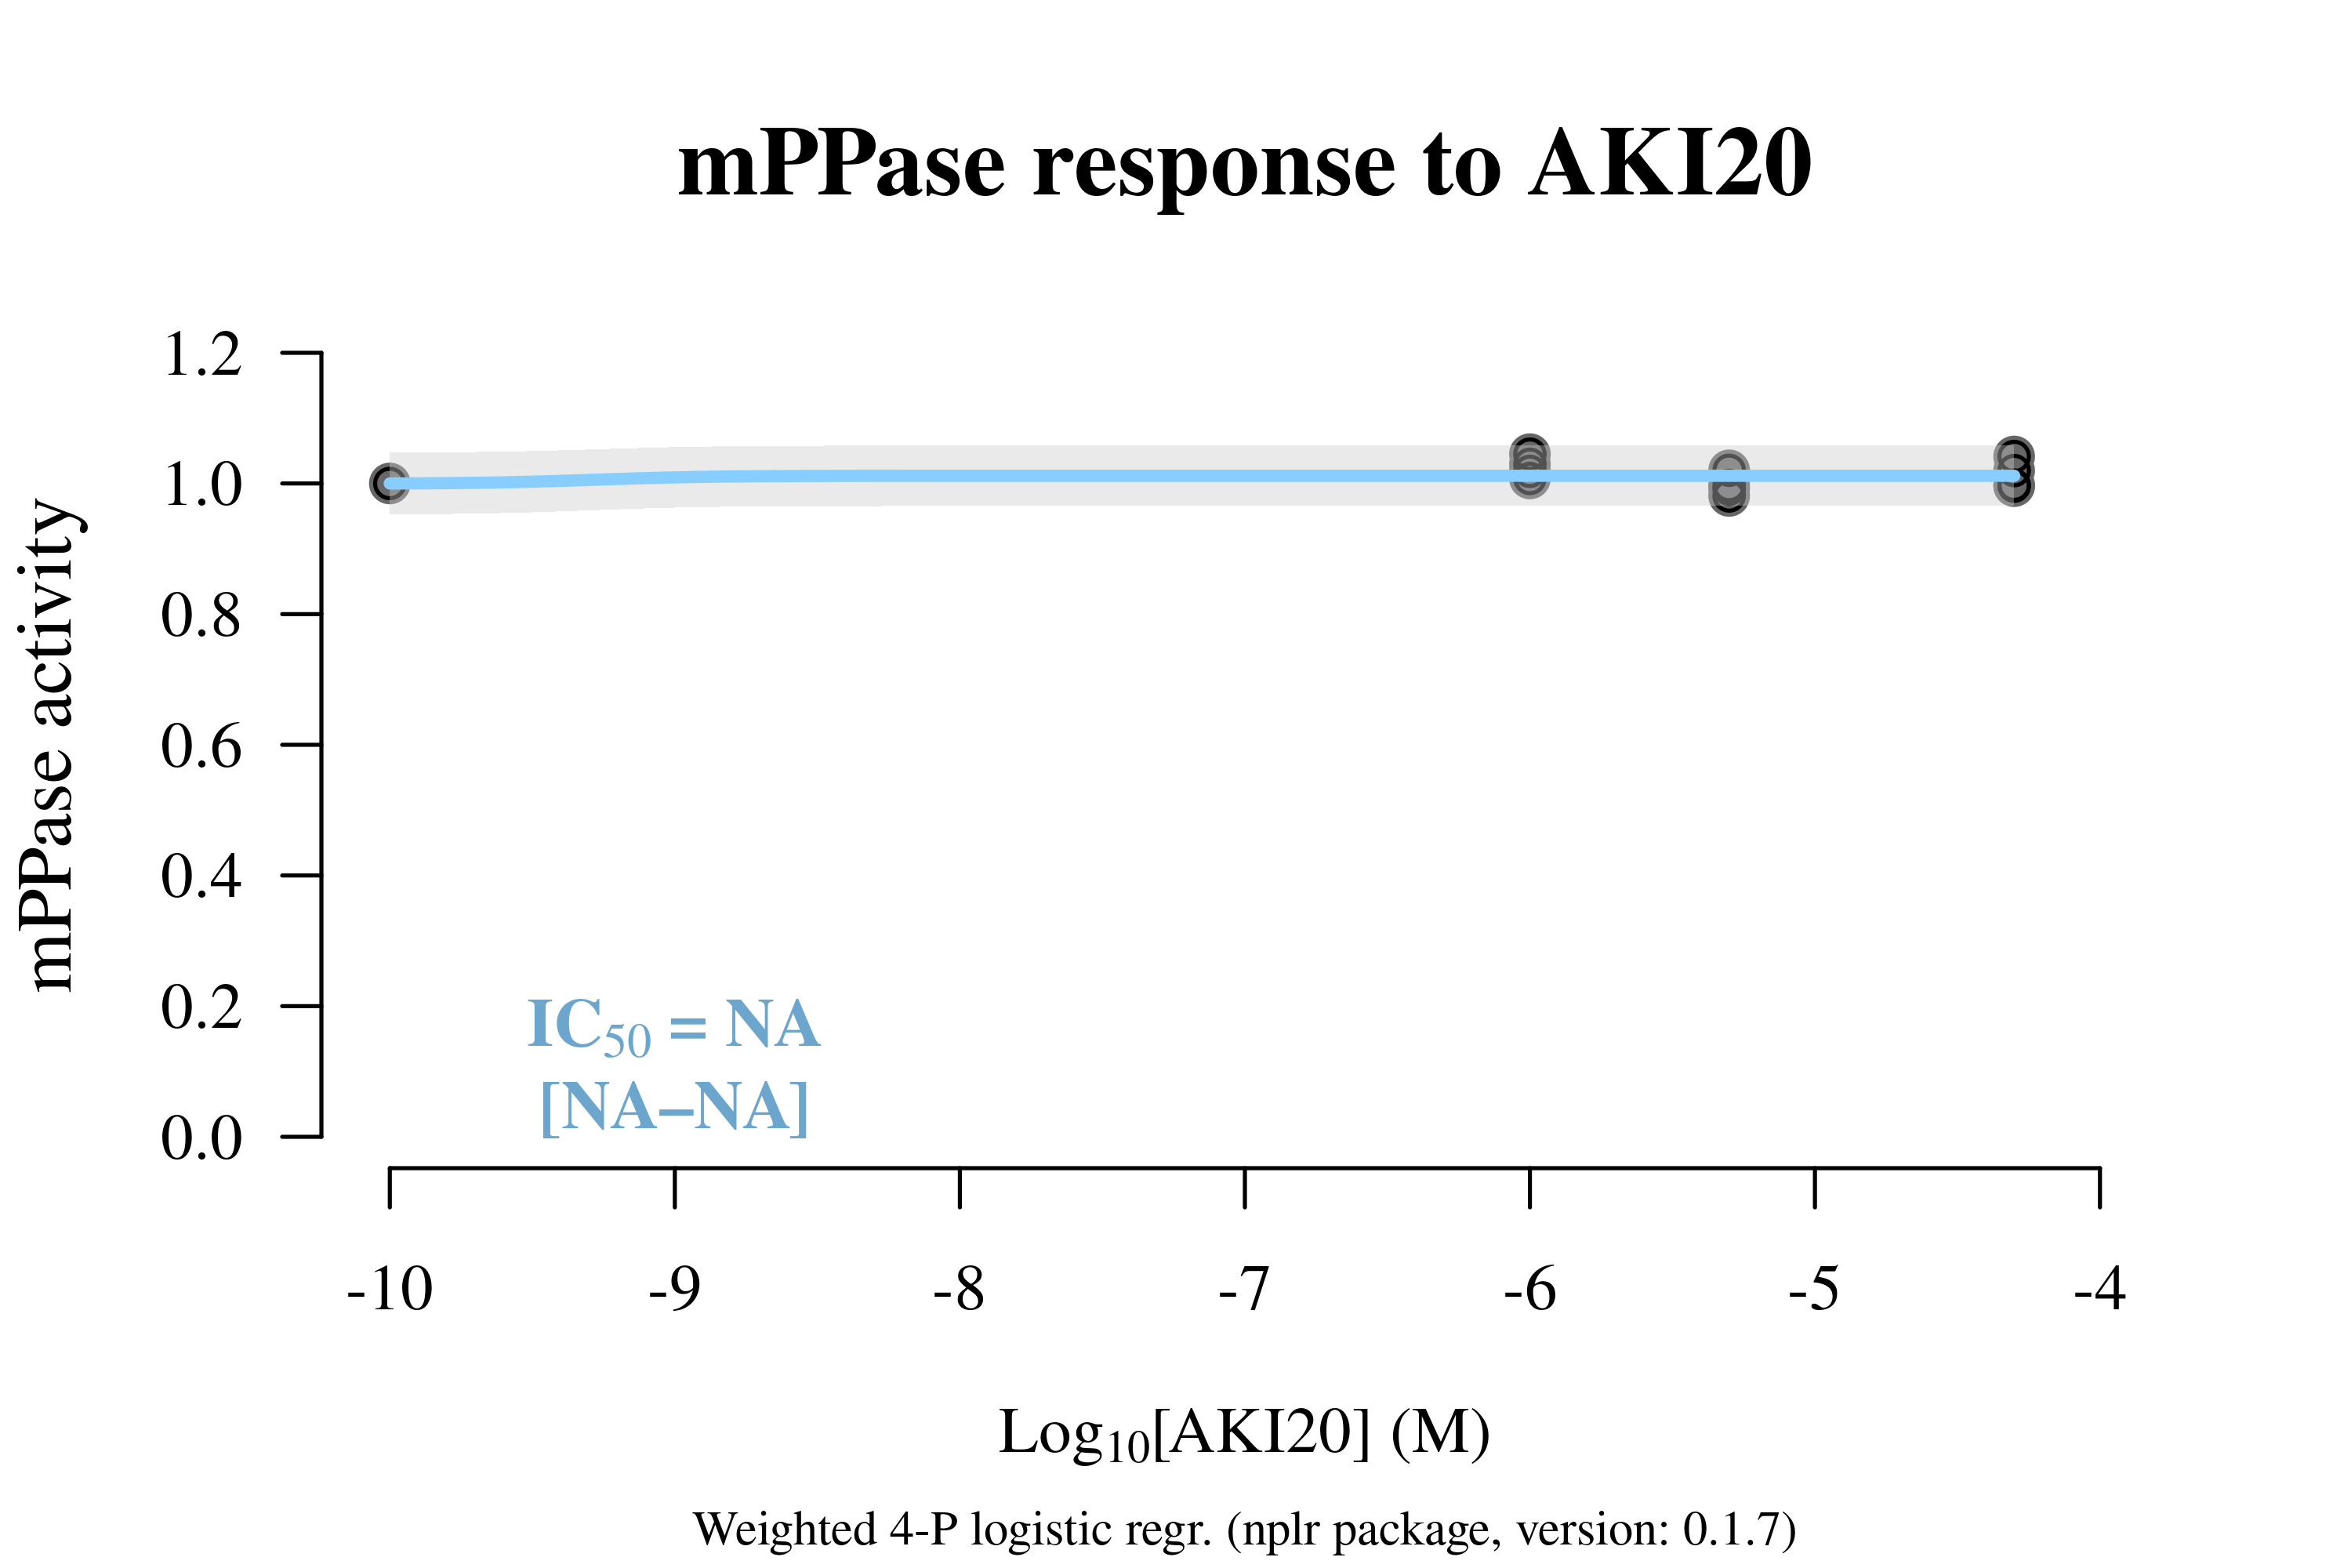 mPPase response to AKI20
mPPase activity
1.2
1.0
0.8
0.6
0.4
0.2
0.0
IC50 = NA
[NA–NA]
-10 -9 -8 -7 -6 -5 -4
Log10[AKI20] (M)
Weighted 4-P logistic regr. (nplr package, version: 0.1.7)